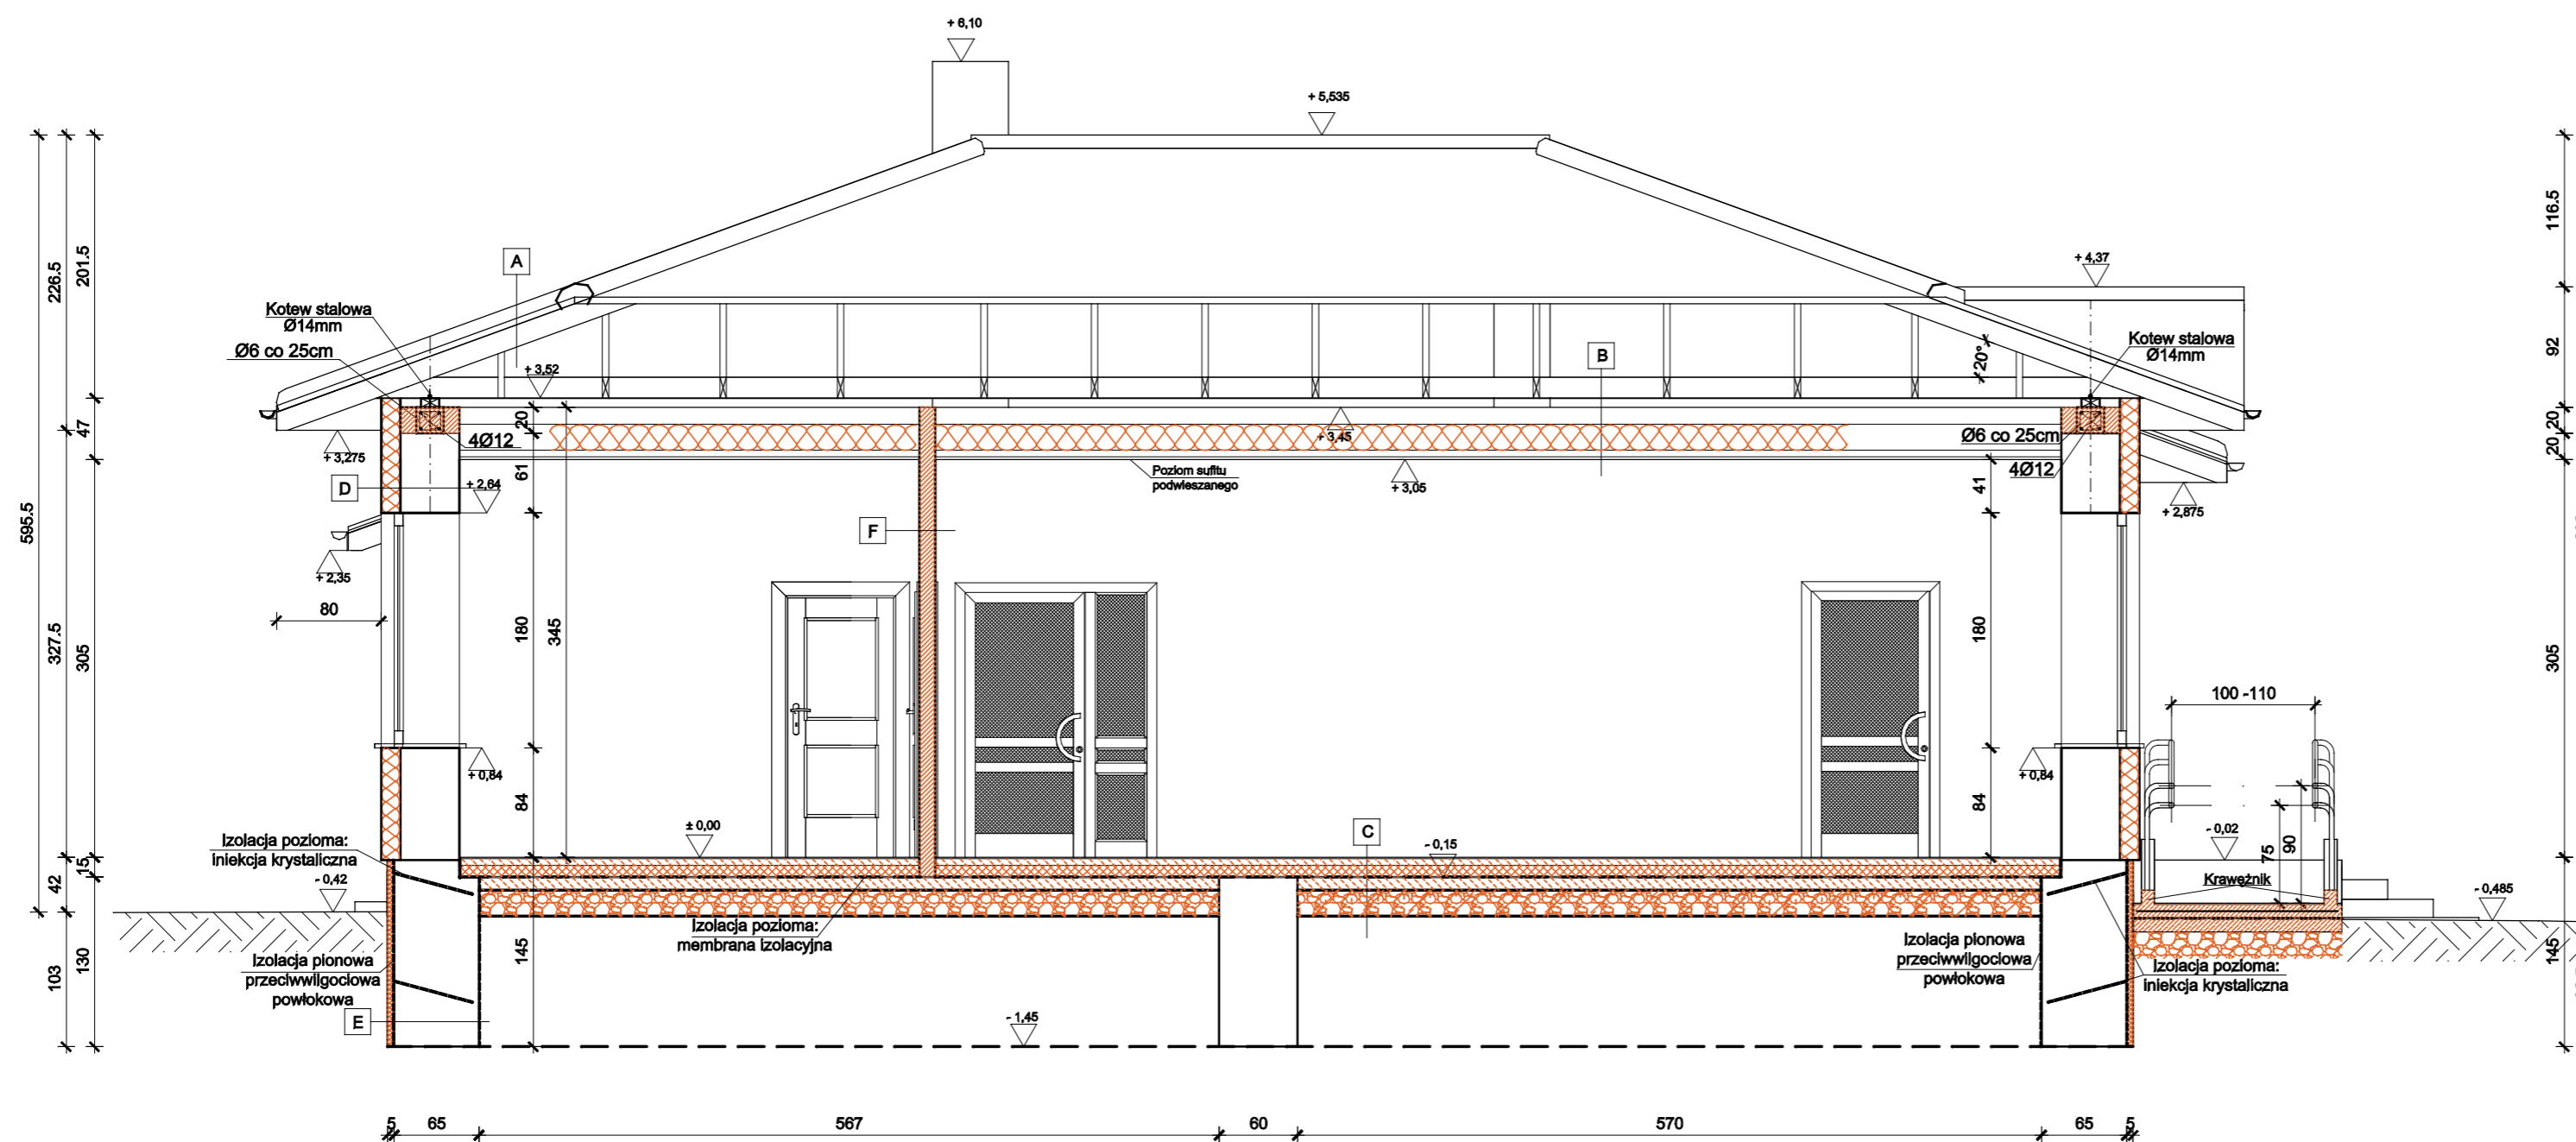 + 6,10
+ 5,535
+ 4,37
A
Kotew stalowa
Ø14mm
Ø6 co 25cm
+ 3,52
B
20°
Kotew stalowa
Ø14mm
4Ø12
+ 3,275
+ 3,45
Ø6 co 25cm
4Ø12
Poziom sufitu
podwieszanego
+ 3,05
+ 2,875
D
+ 2,64
F
+ 2,35
80
595.5
226.5
327.5
42
103
201.5
47
305
15
130
20
61
180
84
145
345
41
180
84
116.5
92
20
20
305
145
100 -110
75
90
+ 0,84
+ 0,84
± 0,00
- 0,15
C
- 0,02
Krawężnik
- 0,485
Izolacja pozioma:
iniekcja krystaliczna
- 0,42
Izolacja pozioma:
membrana izolacyjna
Izolacja pionowa
przeciwwilgociowa
powłokowa
E
- 1,45
Izolacja pionowa
przeciwwilgociowa
powłokowa
Izolacja pozioma:
iniekcja krystaliczna
5 65 567 60 570 65 5